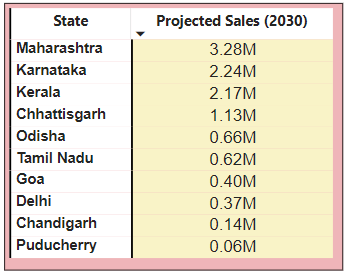 State Projected Sales (2030)
Maharashtra 3.28M
Karnataka 2.24M
Kerala 2.17M
Chhattisgarh 1.13M
Odisha 0.66M
Tamil Nadu 0.62M
Goa 0.40M
Delhi 0.37M
Chandigarh 0.14M
Puducherry 0.06M